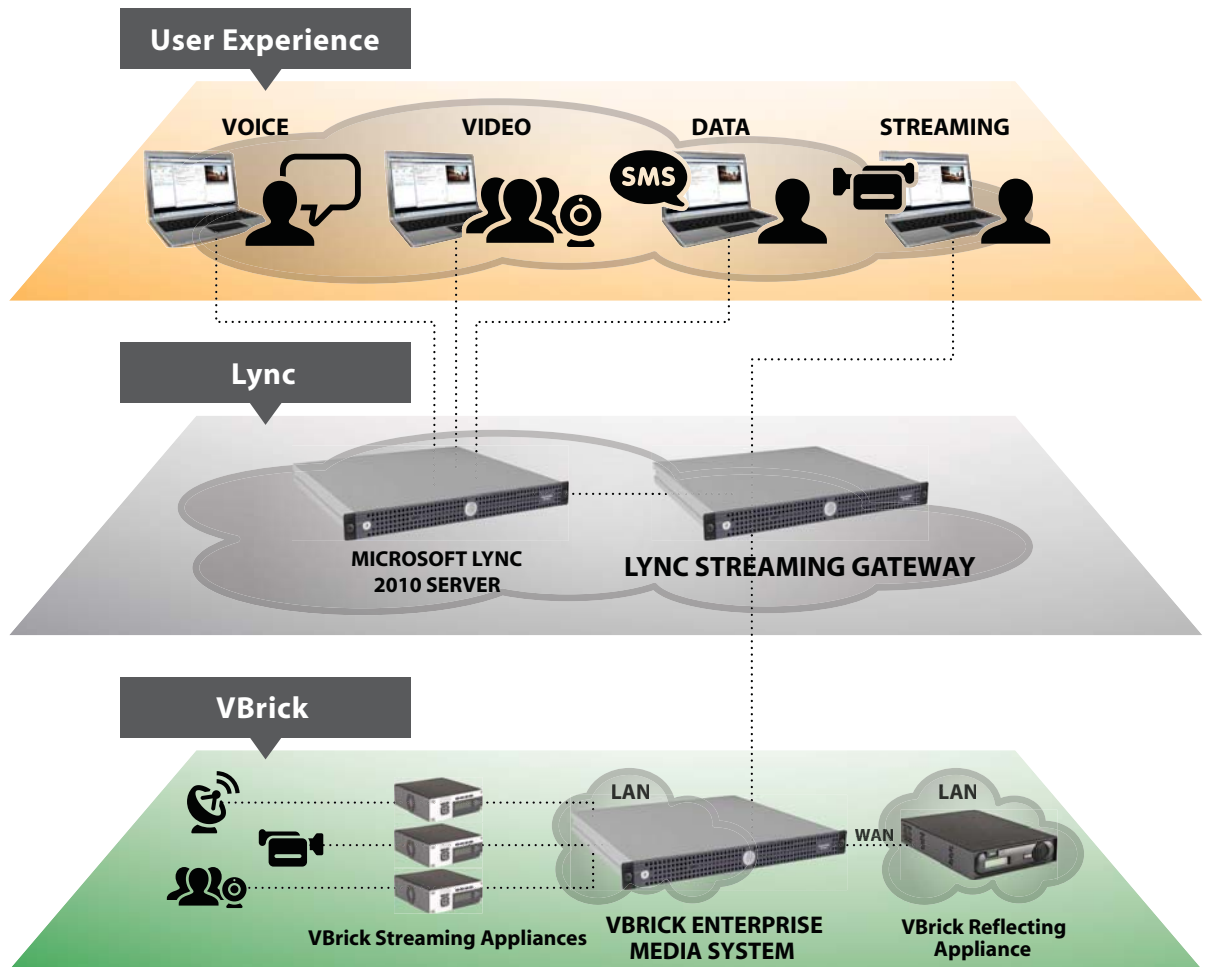 User Experience
VOICE
VIDEO
DATA
STREAMING
SMS
Lync
MICROSOFT LYNC
2010 SERVER
LYNC STREAMING GATEWAY
VBrick
LAN
LAN
WAN
VBrick Streaming Appliances
VBRICK ENTERPRISE
MEDIA SYSTEM
VBrick Reflecting
Appliance